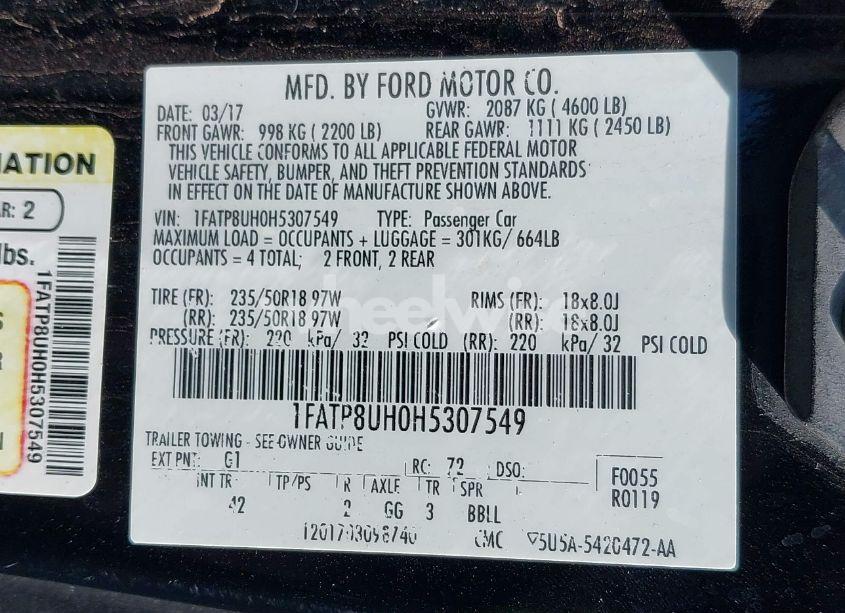 MFD. BY FORD MOTOR CO.
DATE: 03/17 GVWR: 2087 KG ( 4600 LB)
FRONT GAWR: 998 KG ( 2200 LB) REAR GAWR: 1111 KG ( 2450 LB)
THIS VEHICLE CONFORMS TO ALL APPLICABLE FEDERAL MOTOR
VEHICLE SAFETY, BUMPER, AND THEFT PREVENTION STANDARDS
IN EFFECT ON THE DATE OF MANUFACTURE SHOWN ABOVE.
VIN: 1FATP8UH0H5307549 TYPE: Passenger Car
MAXIMUM LOAD = OCCUPANTS + LUGGAGE = 301KG/ 664LB
OCCUPANTS = 4 TOTAL; 2 FRONT, 2 REAR
TIRE (FR): 235/50R18 97W RIMS (FR): 18x8.0J
(RR): 235/50R18 97W (RR): 18x8.0J
PRESSURE (FR): 220 kPa/ 32 PSI COLD (RR): 220 kPa/ 32 PSI COLD
1FATP8UH0H5307549
TRAILER TOWING - SEE OWNER GUIDE
EXT PNT: G1 RC: 72 DSO: F0055
INT TR TP/PS R AXLE TR SPR R0119
42 2 GG 3 BBLL
CMC 5U5A-5420472-AA
MATION
AR: 2
lbs.
1FATP8UH0H5307549
S
R
N